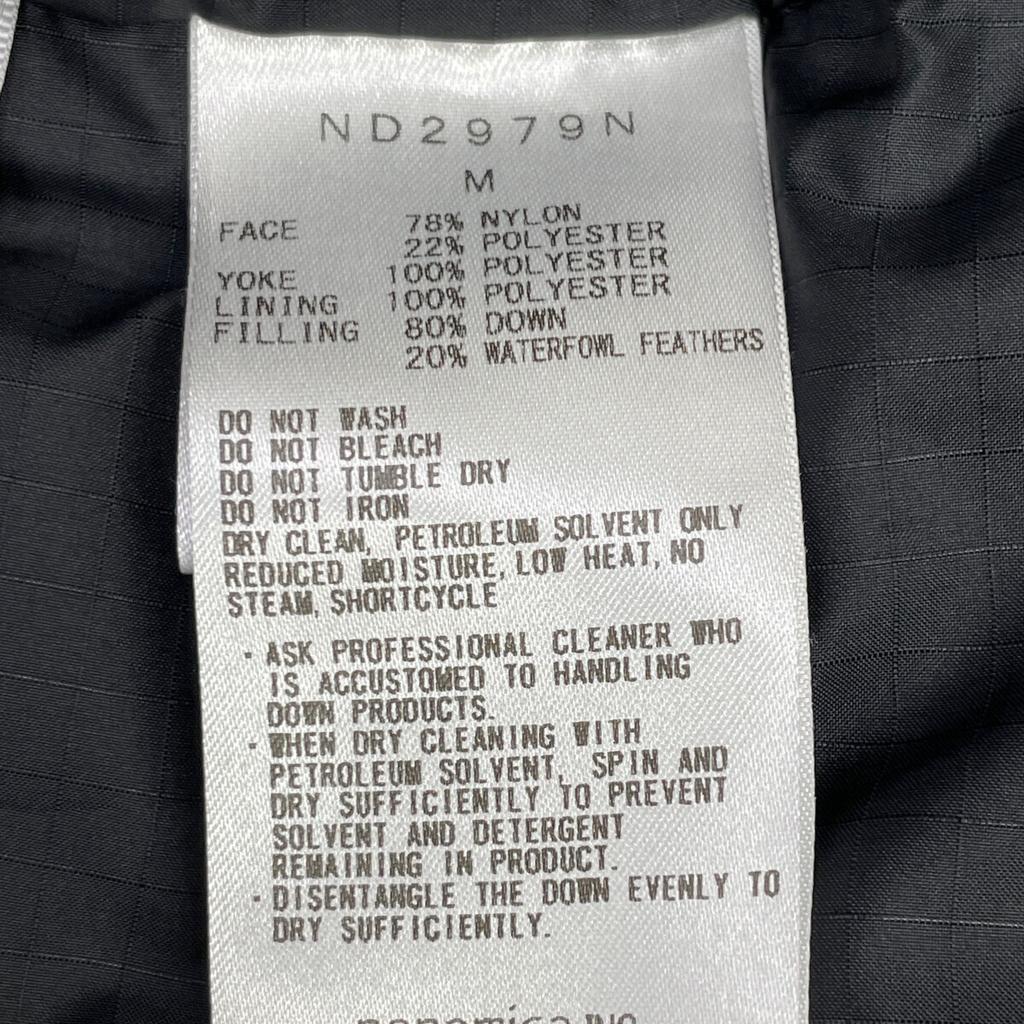 ND2979N
M
FACE 78% NYLON
22% POLYESTER
YOKE 100% POLYESTER
LINING 100% POLYESTER
FILLING 80% DOWN
20% WATERFOWL FEATHERS
DO NOT WASH
DO NOT BLEACH
DO NOT TUMBLE DRY
DO NOT IRON
DRY CLEAN, PETROLEUM SOLVENT ONLY
REDUCED MOISTURE, LOW HEAT, NO
STEAM, SHORTCYCLE
· ASK PROFESSIONAL CLEANER WHO
IS ACCUSTOMED TO HANDLING
DOWN PRODUCTS.
· WHEN DRY CLEANING WITH
PETROLEUM SOLVENT, SPIN AND
DRY SUFFICIENTLY TO PREVENT
SOLVENT AND DETERGENT
REMAINING IN PRODUCT.
· DISENTANGLE THE DOWN EVENLY TO
DRY SUFFICIENTLY.